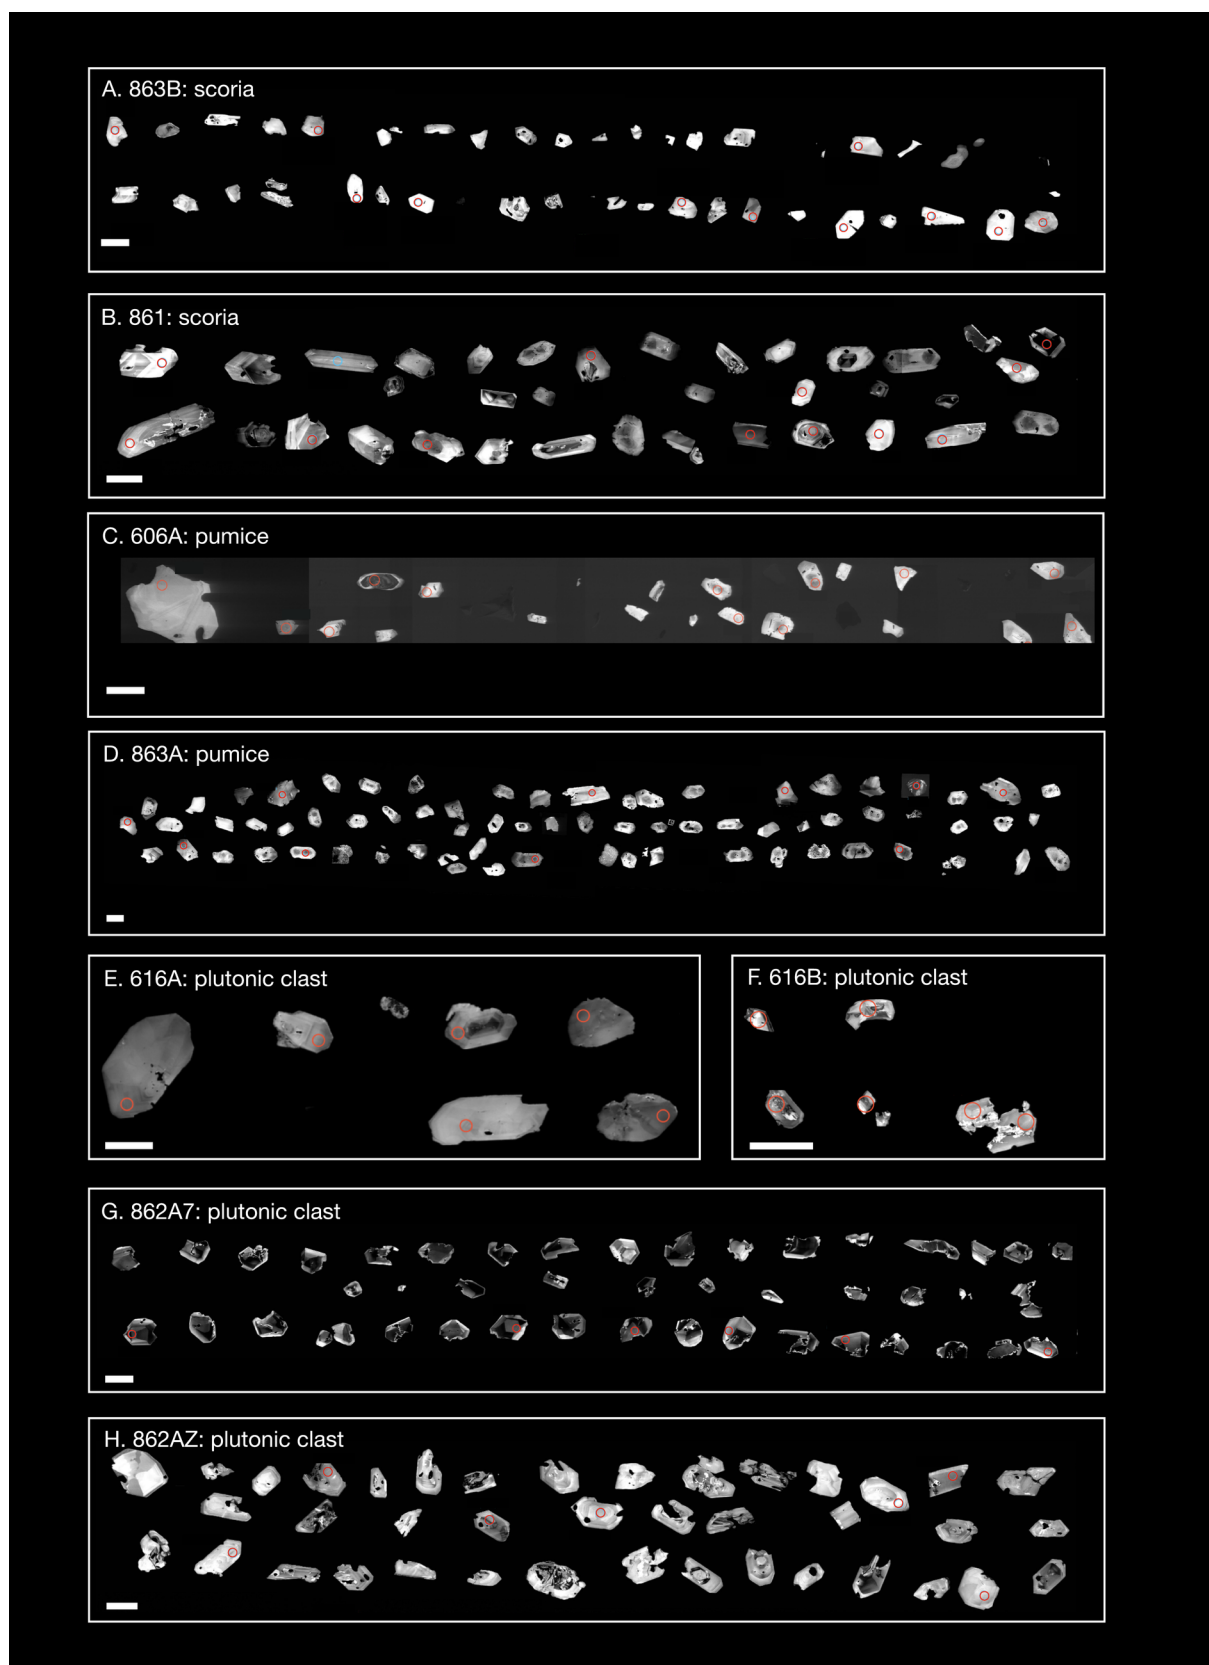 A. 863B: scoria
B. 861: scoria
C. 606A: pumice
D. 863A: pumice
E. 616A: plutonic clast
F. 616B: plutonic clast
G. 862A7: plutonic clast
H. 862AZ: plutonic clast